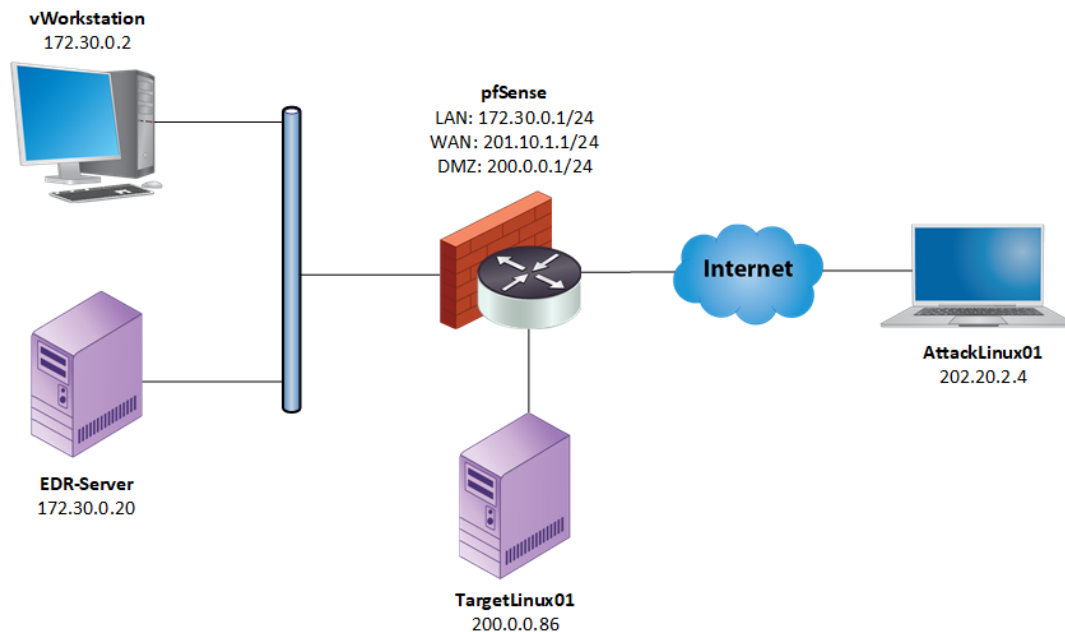 vWorkstation
172.30.0.2
pfSense
LAN: 172.30.0.1/24
WAN: 201.10.1.1/24
DMZ: 200.0.0.1/24
Internet
AttackLinux01
202.20.2.4
EDR-Server
172.30.0.20
TargetLinux01
200.0.0.86